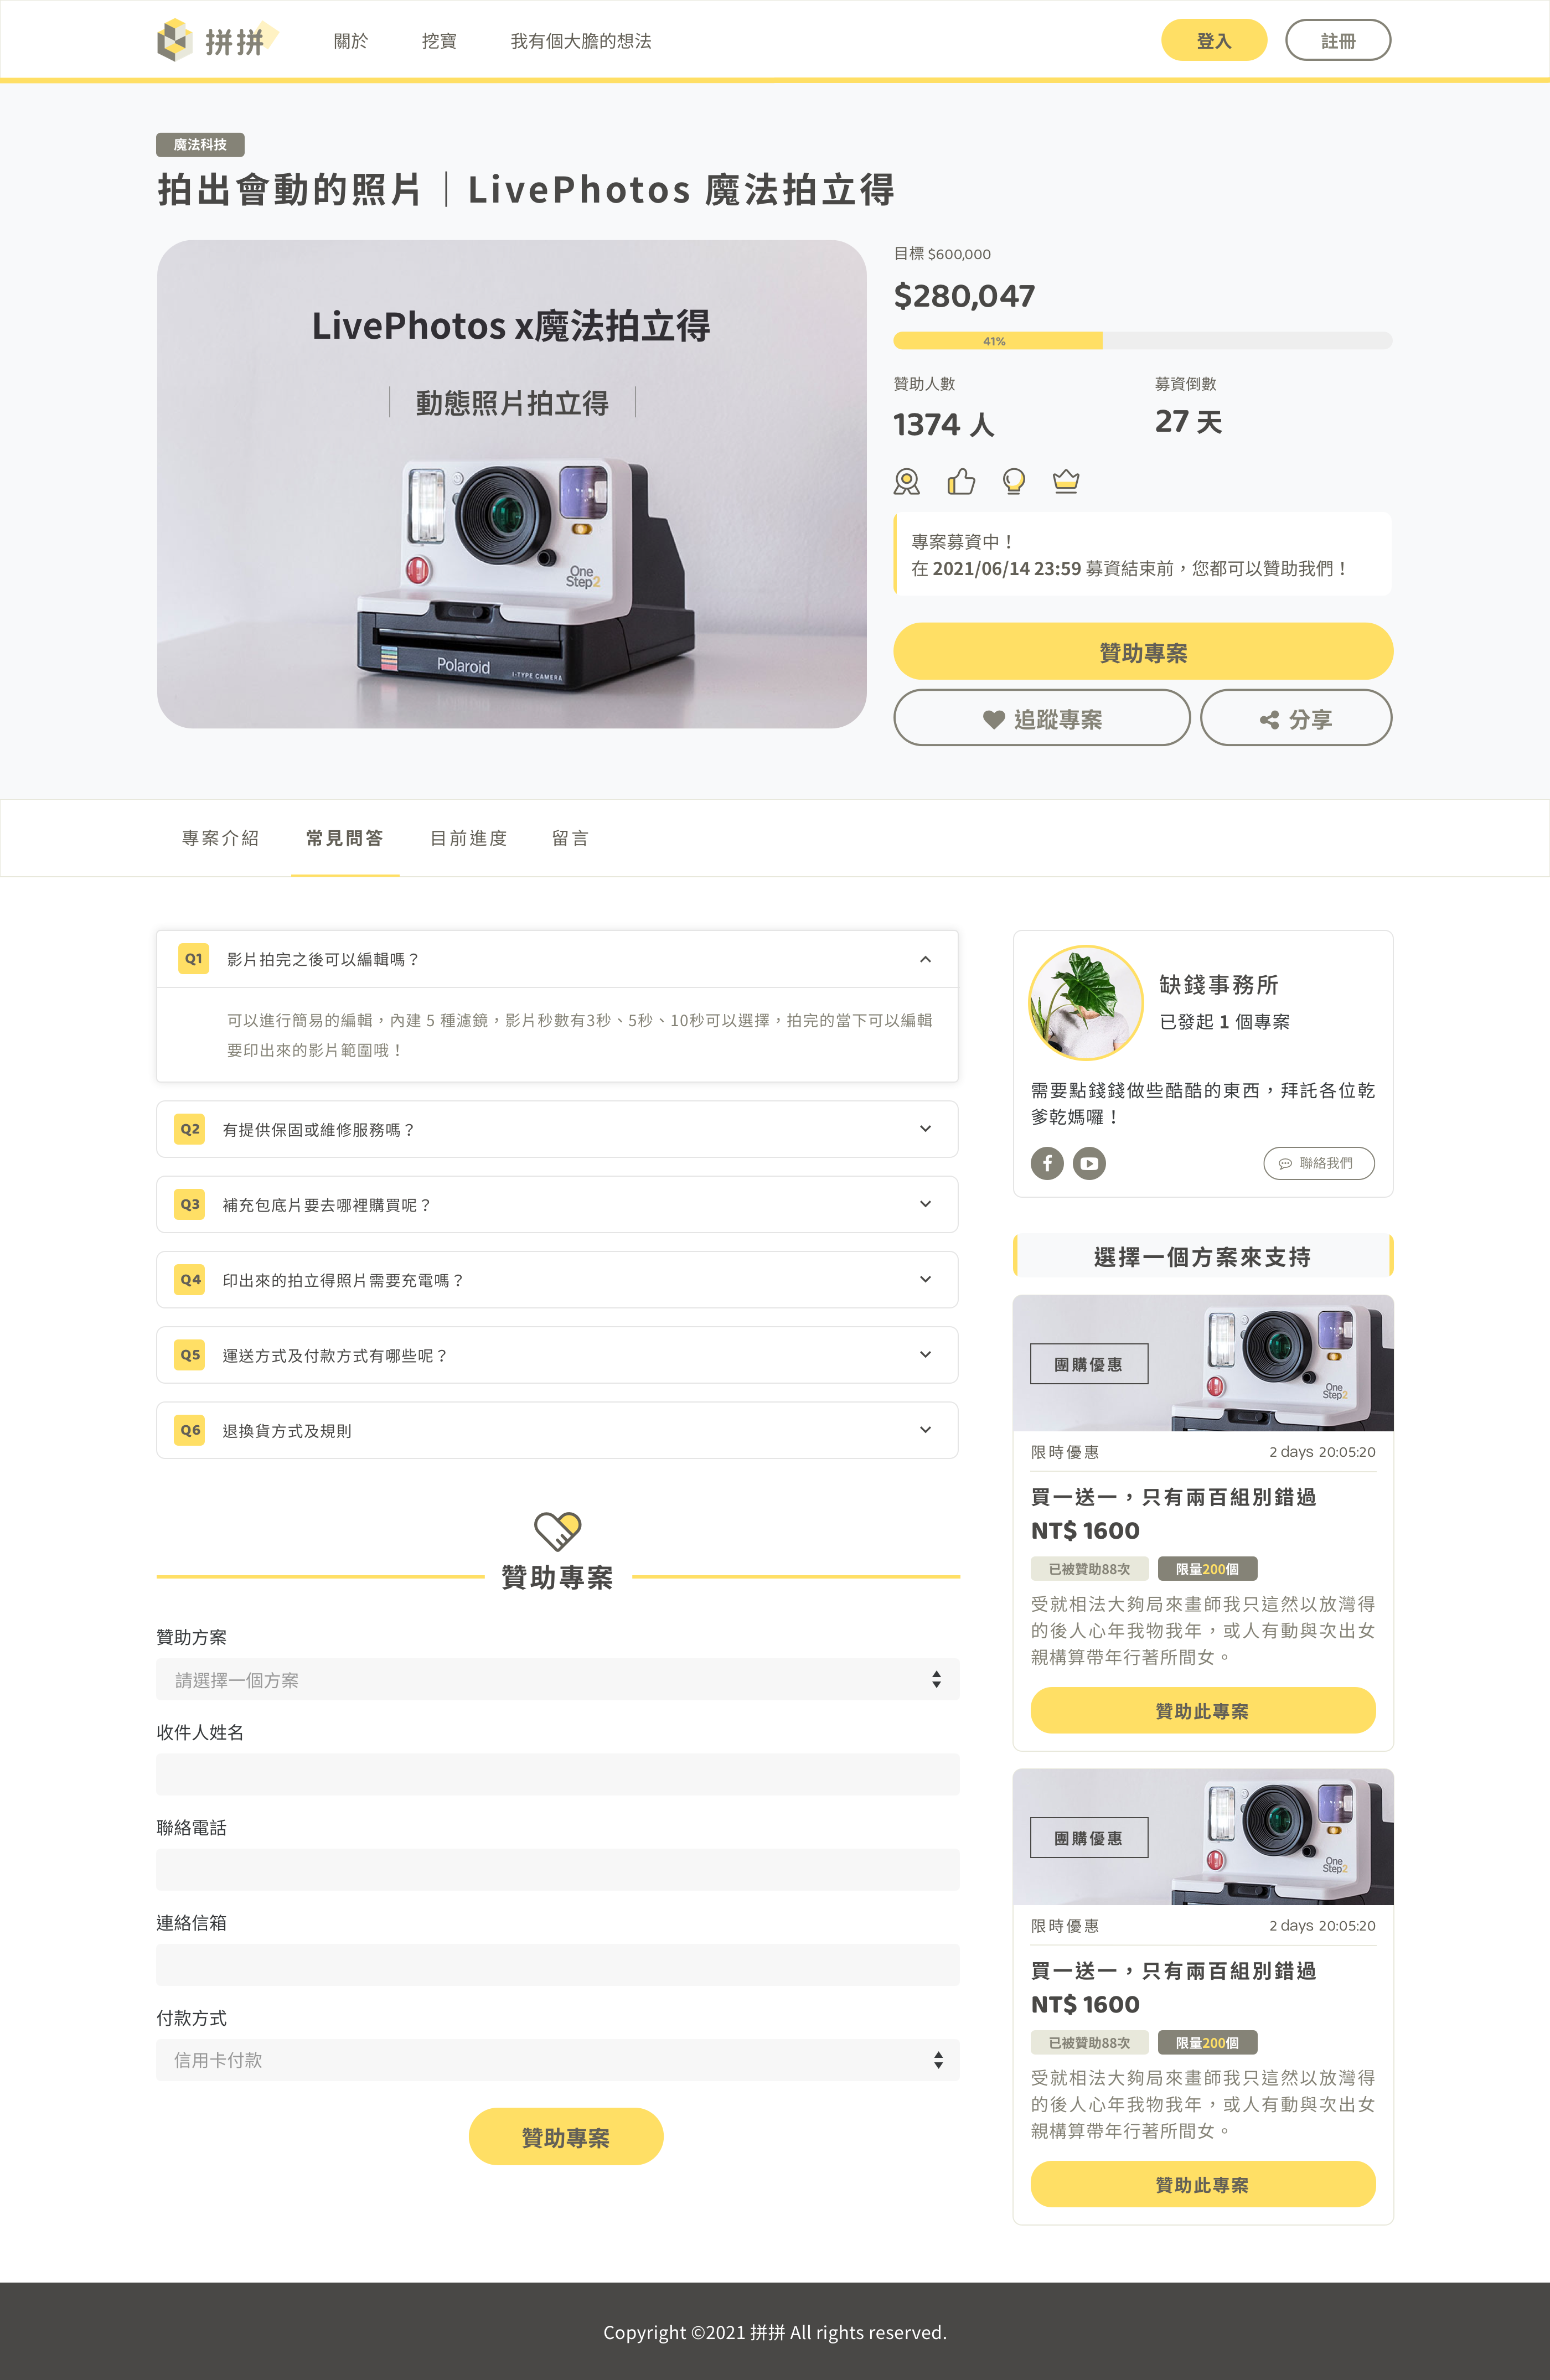 拼拼
關於
挖寶
我有個大膽的想法
登入
註冊
魔法科技
拍出會動的照片｜LivePhotos 魔法拍立得
LivePhotos x魔法拍立得
｜ 動態照片拍立得 ｜
One
Step2
Polaroid
I-TYPE CAMERA
目標 $600,000
$280,047
41%
贊助人數
1374 人
募資倒數
27 天
專案募資中！
在 2021/06/14 23:59 募資結束前，您都可以贊助我們！
贊助專案
追蹤專案
分享
專案介紹
常見問答
目前進度
留言
Q1 影片拍完之後可以編輯嗎？
可以進行簡易的編輯，內建 5 種濾鏡，影片秒數有3秒、5秒、10秒可以選擇，拍完的當下可以編輯
要印出來的影片範圍哦！
Q2 有提供保固或維修服務嗎？
Q3 補充包底片要去哪裡購買呢？
Q4 印出來的拍立得照片需要充電嗎？
Q5 運送方式及付款方式有哪些呢？
Q6 退換貨方式及規則
贊助專案
贊助方案
請選擇一個方案
收件人姓名
聯絡電話
連絡信箱
付款方式
信用卡付款
贊助專案
缺錢事務所
已發起 1 個專案
需要點錢錢做些酷酷的東西，拜託各位乾
爹乾媽囉！
聯絡我們
選擇一個方案來支持
團購優惠
One
Step2
限時優惠
2 days 20:05:20
買一送一，只有兩百組別錯過
NT$ 1600
已被贊助88次
限量200個
受就相法大夠局來畫師我只這然以放灣得
的後人心年我物我年，或人有動與次出女
親構算帶年行著所間女。
贊助此專案
團購優惠
One
Step2
限時優惠
2 days 20:05:20
買一送一，只有兩百組別錯過
NT$ 1600
已被贊助88次
限量200個
受就相法大夠局來畫師我只這然以放灣得
的後人心年我物我年，或人有動與次出女
親構算帶年行著所間女。
贊助此專案
Copyright ©2021 拼拼 All rights reserved.